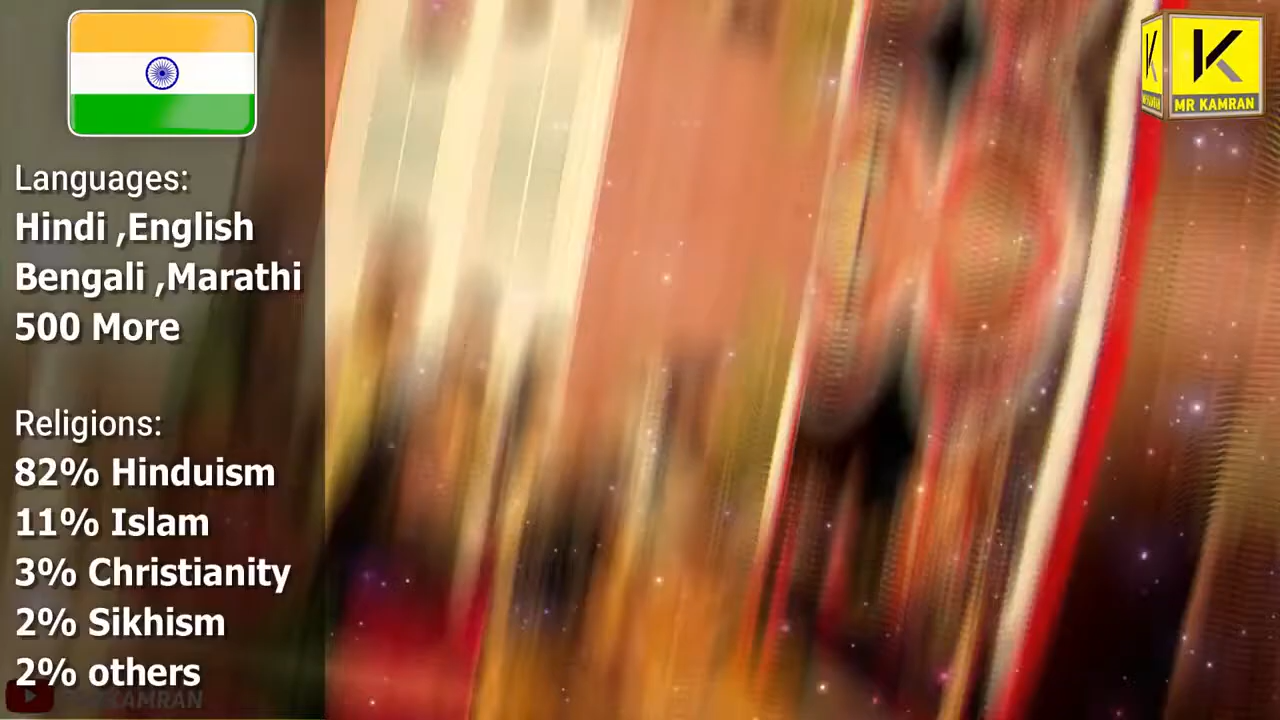 Languages:
Hindi ,English
Bengali ,Marathi
500 More
Religions:
82% Hinduism
11% Islam
3% Christianity
2% Sikhism
2% others
KAMRAN
K
MR KAMRAN
K